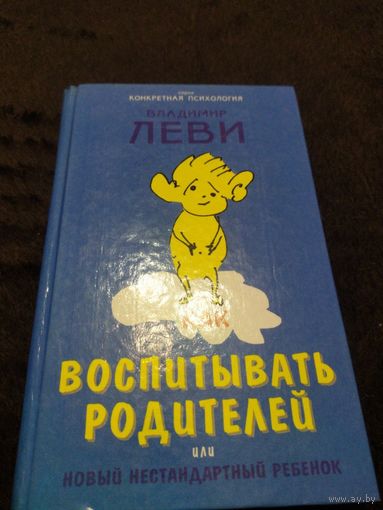 серия
КОНКРЕТНАЯ ПСИХОЛОГИЯ
ВЛАДИМИР
ЛЕВИ
КАК
ВОСПИТЫВАТЬ
РОДИТЕЛЕЙ
или
НОВЫЙ НЕСТАНДАРТНЫЙ РЕБЕНОК
www.ay.by